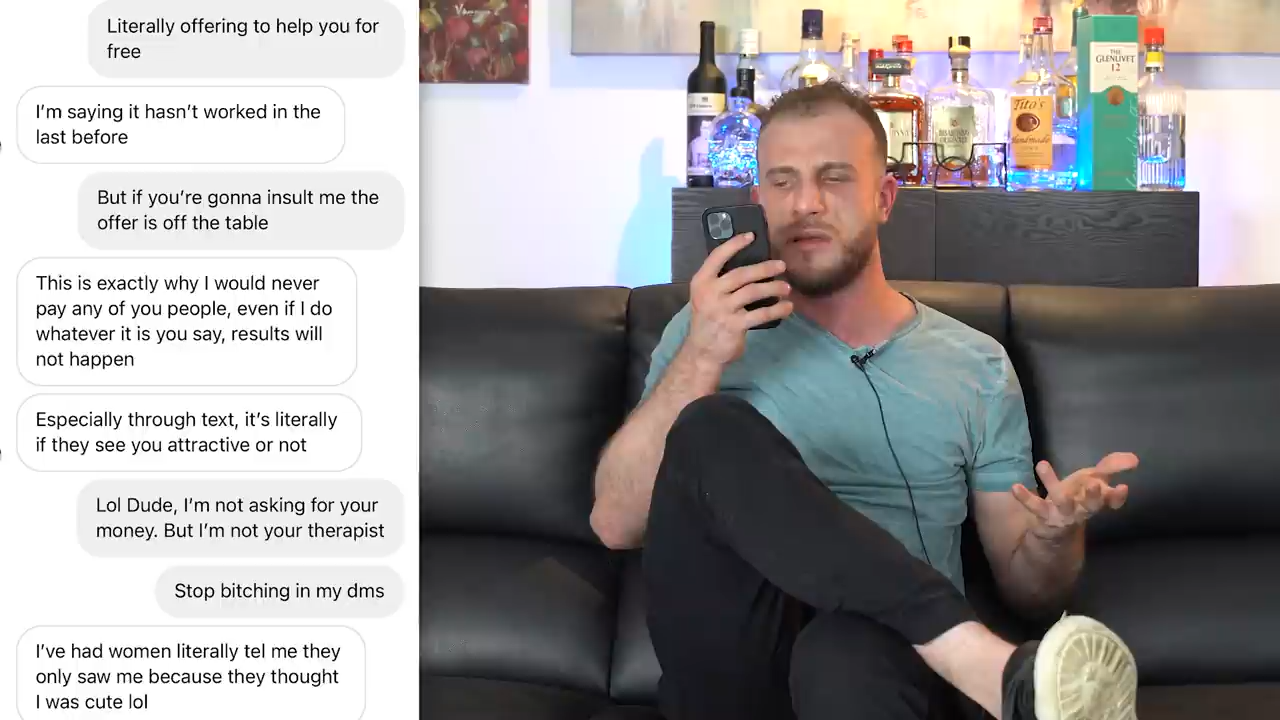 Literally offering to help you for
free
I'm saying it hasn't worked in the
last before
But if you're gonna insult me the
offer is off the table
This is exactly why I would never
pay any of you people, even if I do
whatever it is you say, results will
not happen
Especially through text, it's literally
if they see you attractive or not
Lol Dude, I'm not asking for your
money. But I'm not your therapist
Stop bitching in my dms
I've had women literally tel me they
only saw me because they thought
I was cute lol
THE
GLENLIVET
12
Tito's